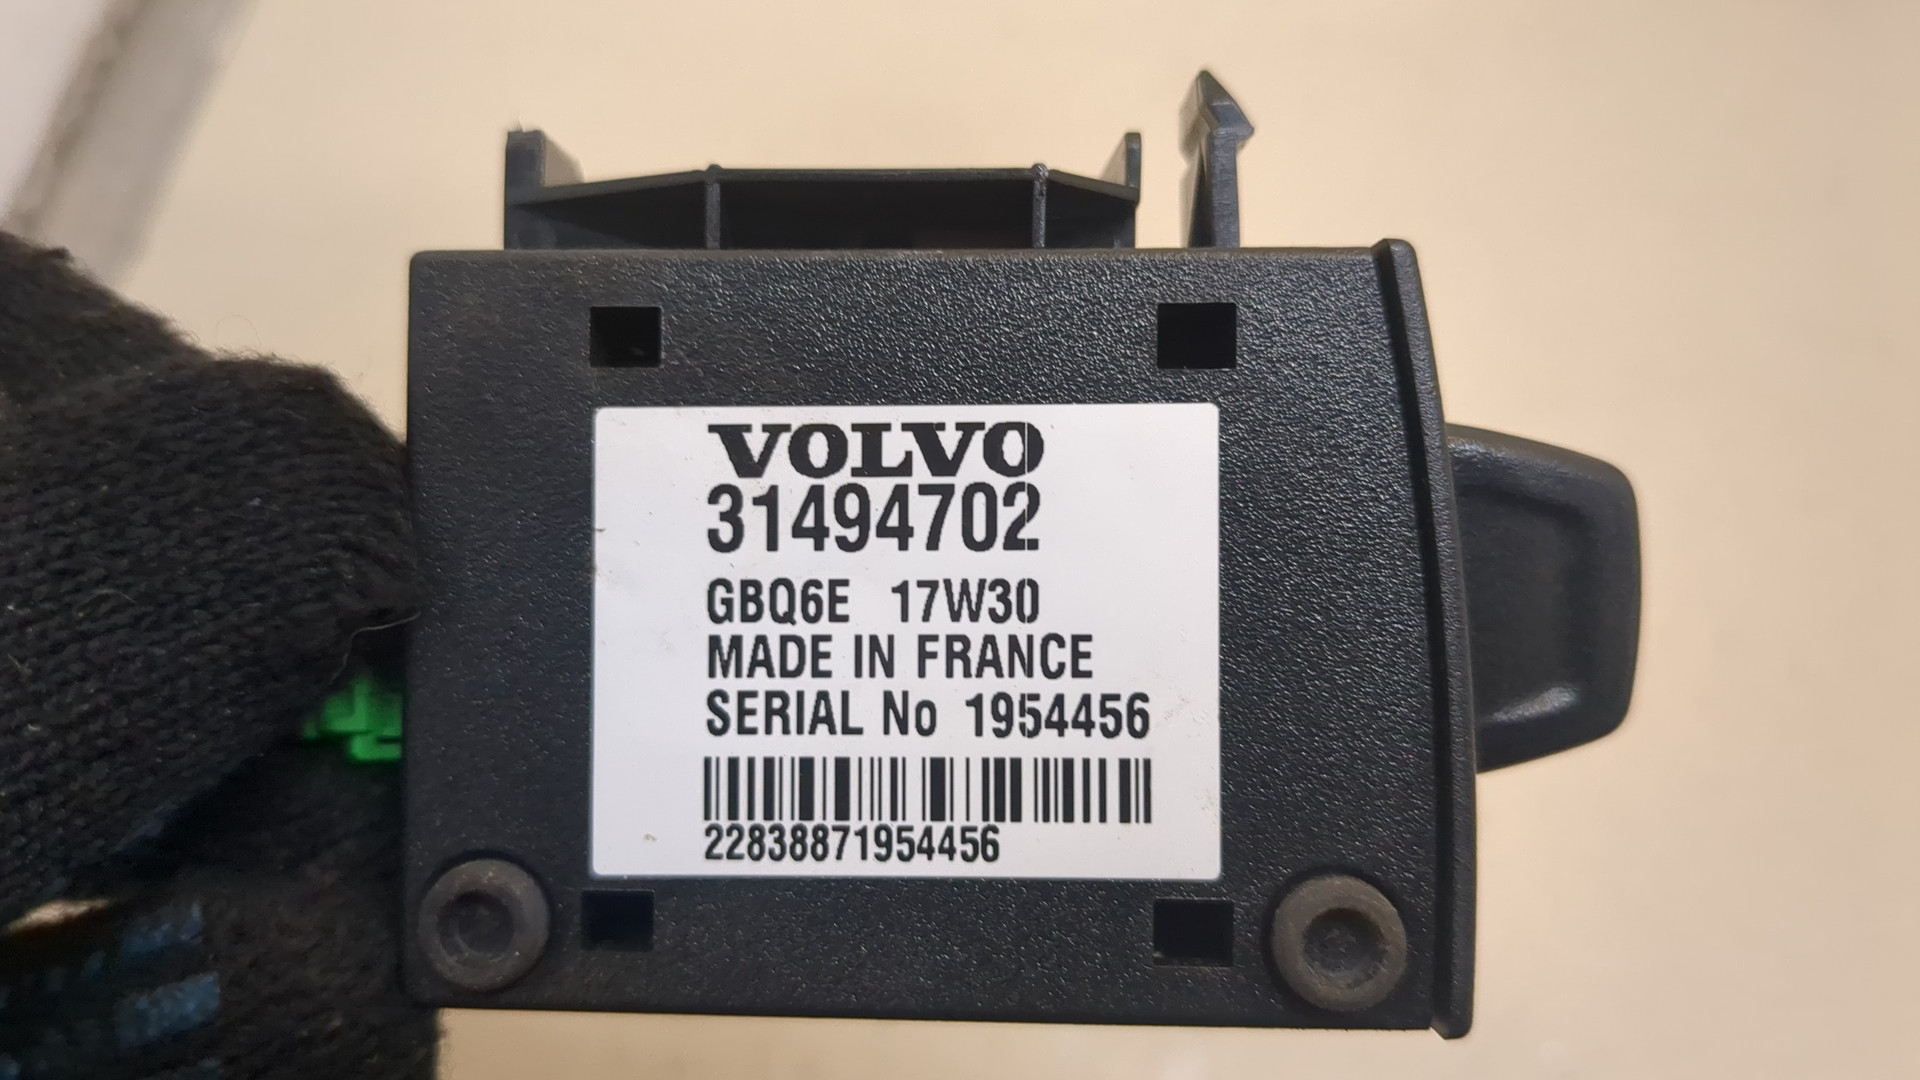 VOLVO
31494702
GBQ6E 17W30
MADE IN FRANCE
SERIAL No 1954456
22838871954456